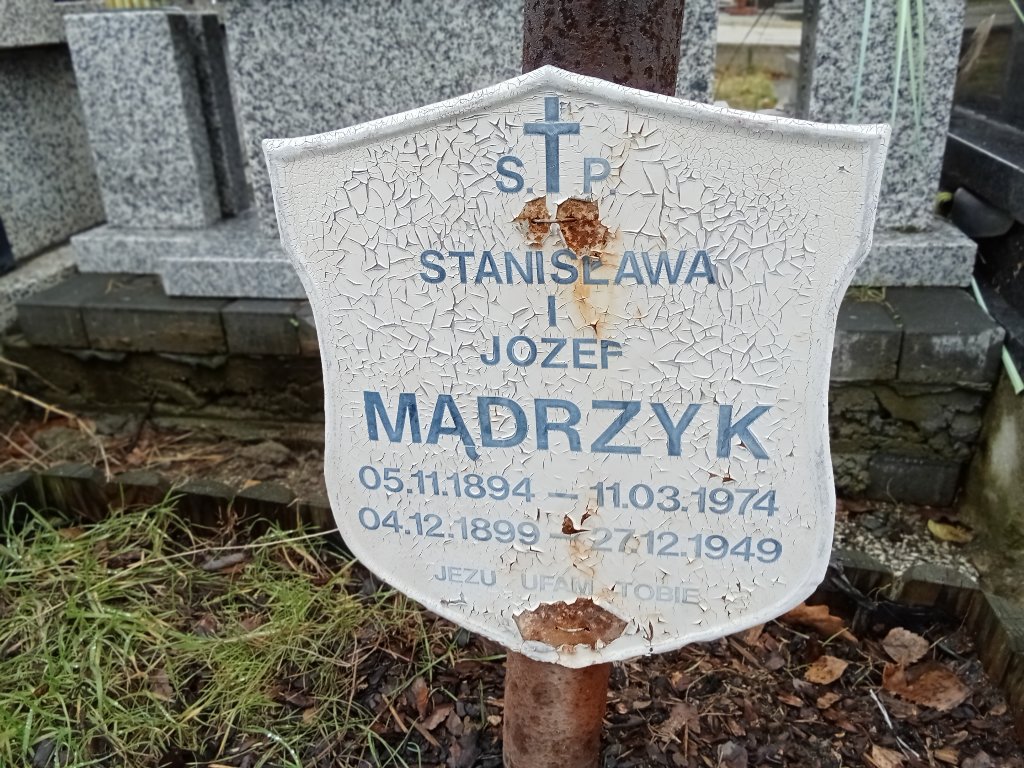 S. P
STANISŁAWA
I
JÓZEF
MĄDRZYK
05.11.1894 — 11.03.1974
04.12.1899 — 27.12.1949
JEZU UFAM TOBIE